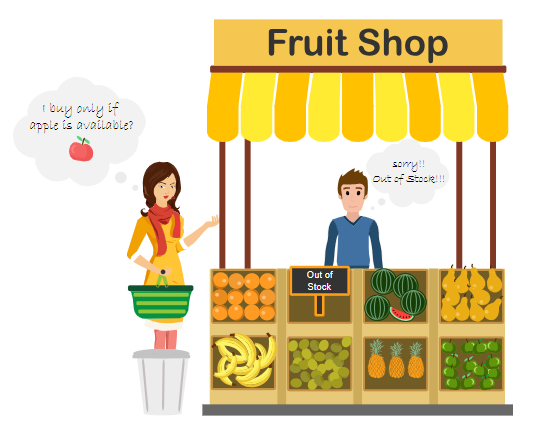 Fruit Shop
I buy only if
apple is available?
sorry!!
Out of Stock!!!
Out of
Stock